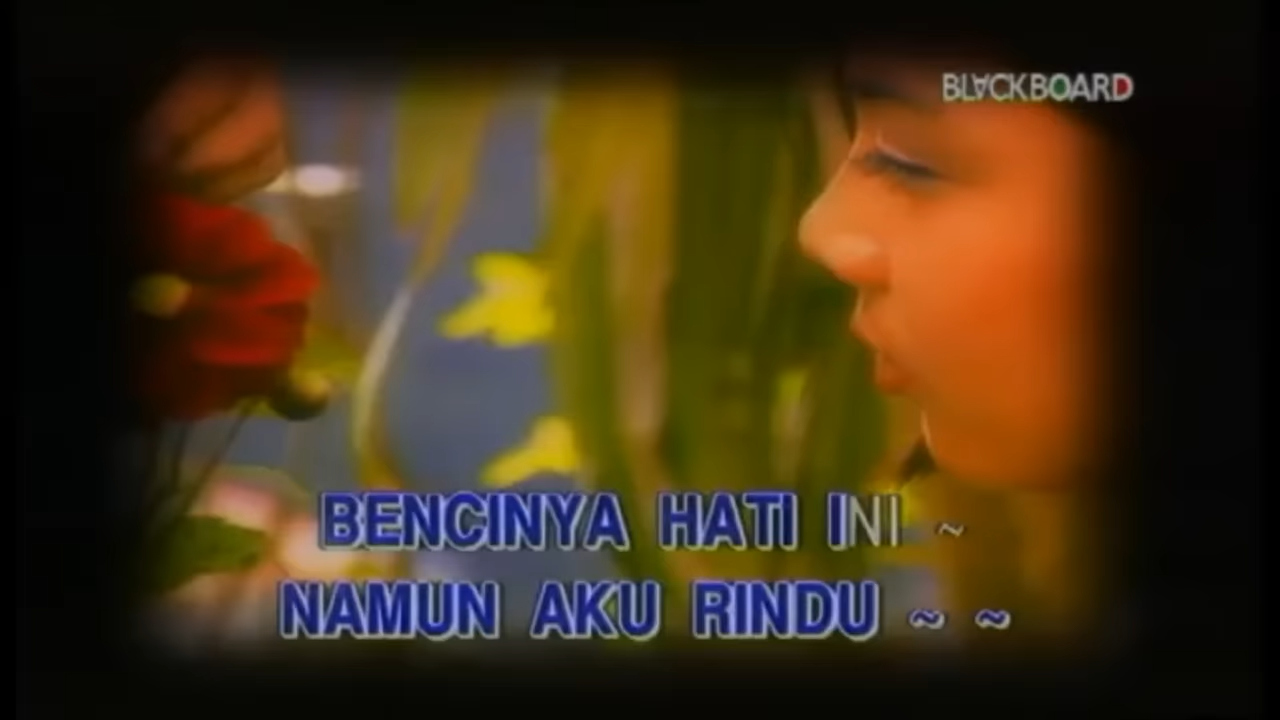 BLACKBOARD
BENCINYA HATI INI ~
NAMUN AKU RINDU ~ ~